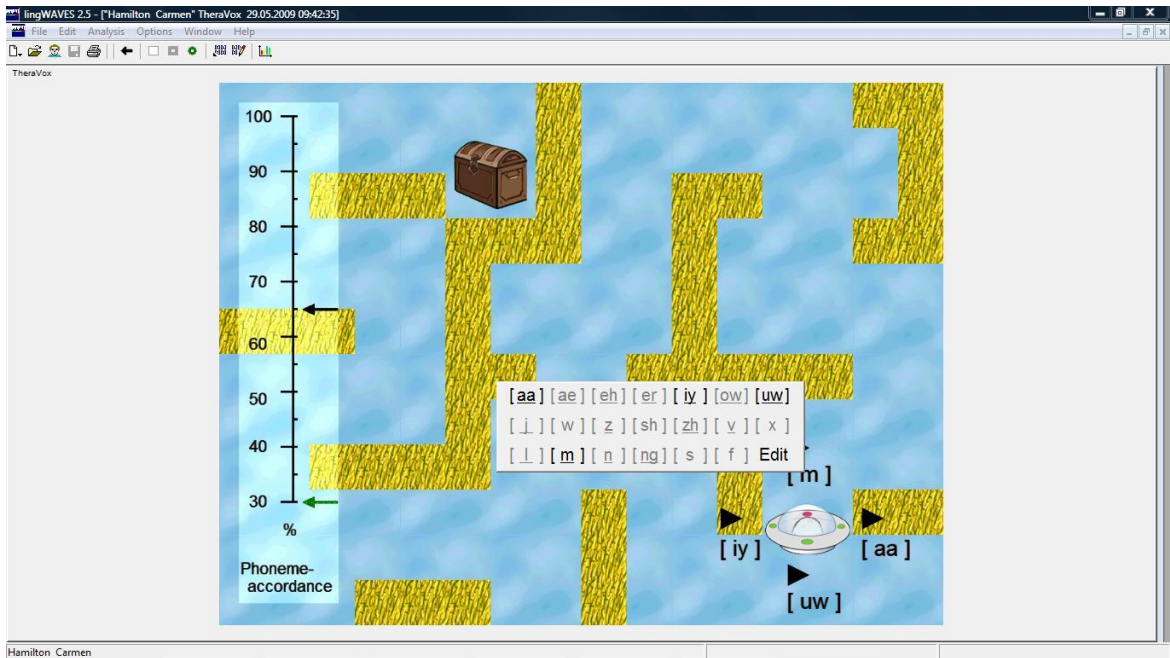 lingWAVES 2.5 - ["Hamilton Carmen" TheraVox 29.05.2009 09:42:35]
File Edit Analysis Options Window Help
TheraVox
100
90
80
70
60
50
40
30
%
Phoneme-
accordance
[aa] [ae] [eh] [er] [ iy ] [ow] [uw]
[ j ] [ w ] [ z ] [sh] [zh] [ v ] [ x ]
[ l ] [ m ] [ n ] [ng] [ s ] [ f ] Edit
[ m ]
[ iy ]
[ aa ]
[ uw ]
Hamilton Carmen